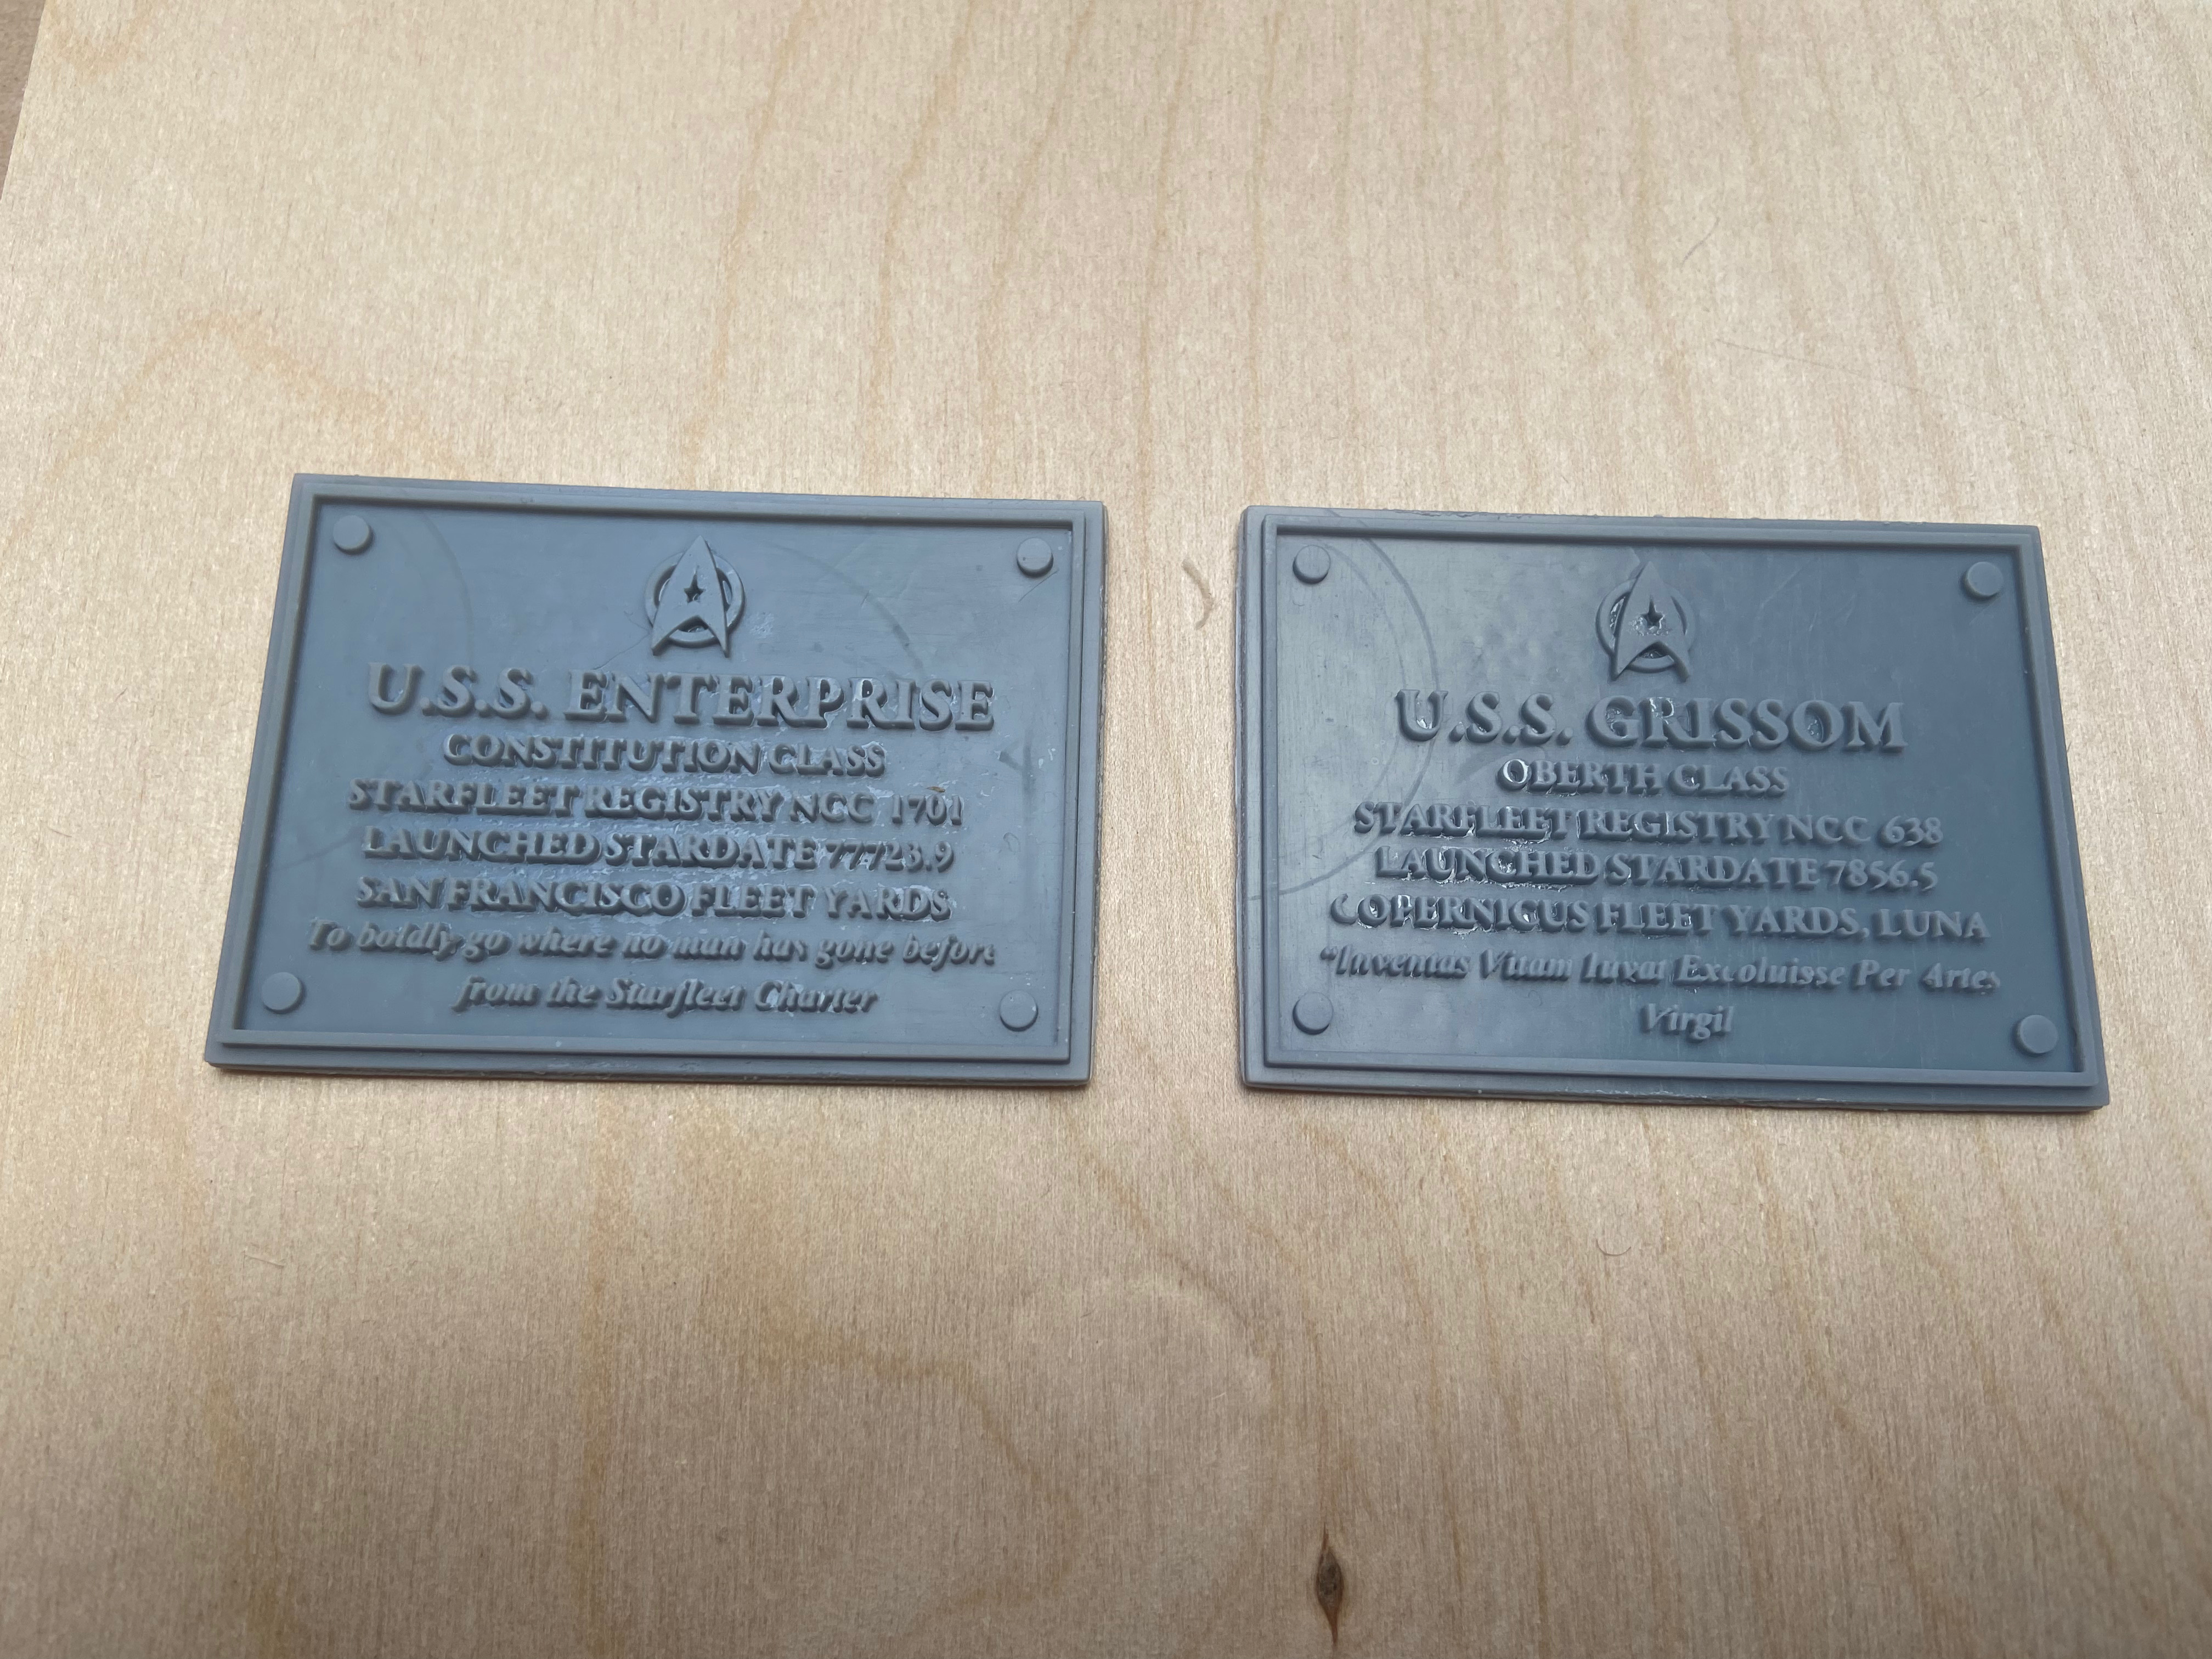 U.S.S. ENTERPRISE
CONSTITUTION CLASS
STARFLEET REGISTRY NCC 1701
LAUNCHED STARDATE
SAN FRANCISCO FLEET YARDS
To boldly go where no man has gone before
from the Starfleet Charter
U.S.S. GRISSOM
OBERTH CLASS
STARFLEET REGISTRY NCC 638
LAUNCHED STARDATE 7856.5
COPERNICUS FLEET YARDS, LUNA
"Inventas Vitam Iuvat Excoluisse Per Artes
Virgil